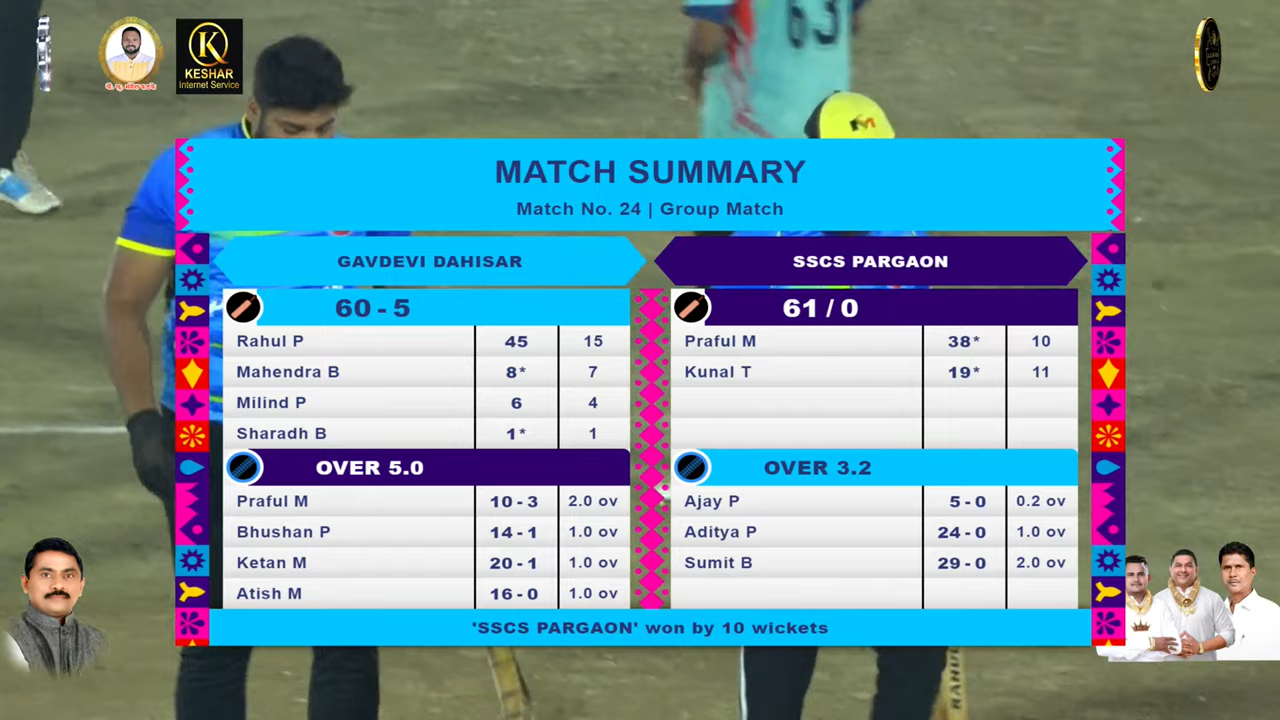 63
K
KESHAR
Internet Service
MATCH SUMMARY
Match No. 24 | Group Match
GAVDEVI DAHISAR
60 - 5
Rahul P 45 15
Mahendra B 8* 7
Milind P 6 4
Sharadh B 1* 1
OVER 5.0
Praful M 10 - 3 2.0 ov
Bhushan P 14 - 1 1.0 ov
Ketan M 20 - 1 1.0 ov
Atish M 16 - 0 1.0 ov
SSCS PARGAON
61 / 0
Praful M 38* 10
Kunal T 19* 11
OVER 3.2
Ajay P 5 - 0 0.2 ov
Aditya P 24 - 0 1.0 ov
Sumit B 29 - 0 2.0 ov
'SSCS PARGAON' won by 10 wickets